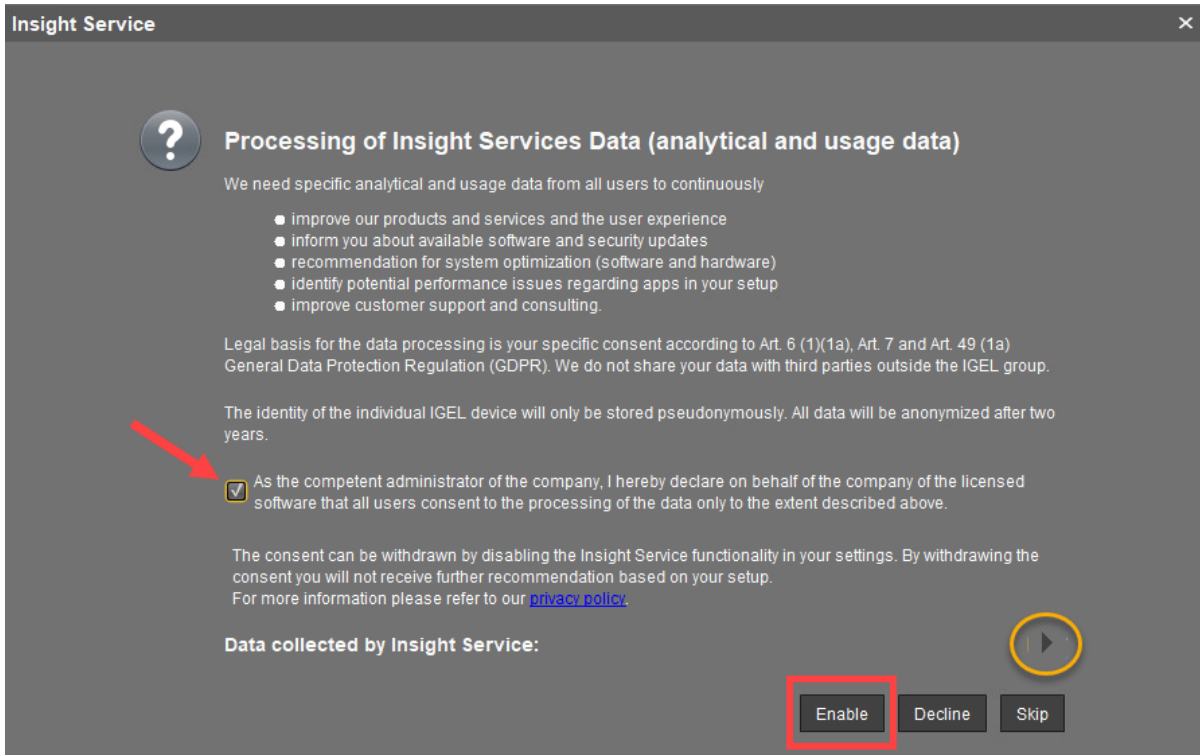 Insight Service
Processing of Insight Services Data (analytical and usage data)
We need specific analytical and usage data from all users to continuously
improve our products and services and the user experience
inform you about available software and security updates
recommendation for system optimization (software and hardware)
identify potential performance issues regarding apps in your setup
improve customer support and consulting.
Legal basis for the data processing is your specific consent according to Art. 6 (1)(1a), Art. 7 and Art. 49 (1a)
General Data Protection Regulation (GDPR). We do not share your data with third parties outside the IGEL group.
The identity of the individual IGEL device will only be stored pseudonymously. All data will be anonymized after two
years.
As the competent administrator of the company, I hereby declare on behalf of the company of the licensed
software that all users consent to the processing of the data only to the extent described above.
The consent can be withdrawn by disabling the Insight Service functionality in your settings. By withdrawing the
consent you will not receive further recommendation based on your setup.
For more information please refer to our privacy policy.
Data collected by Insight Service:
Enable Decline Skip